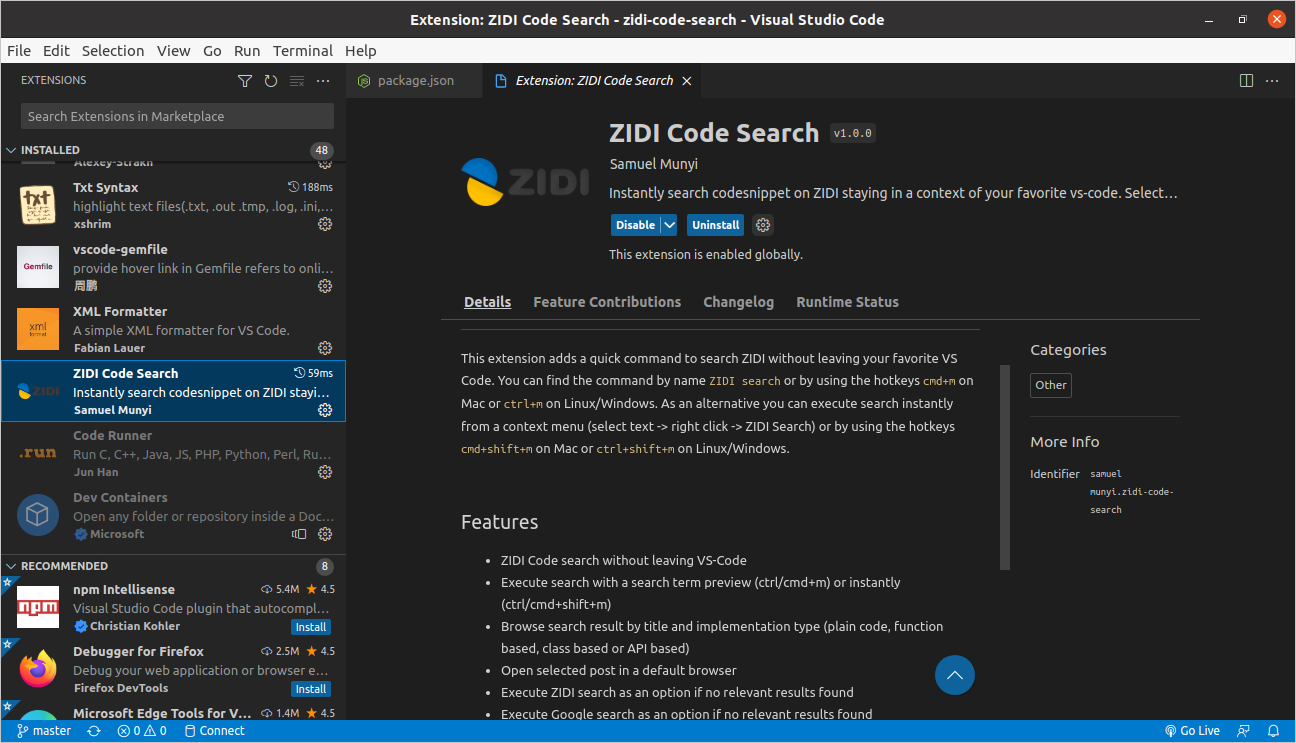 Extension: ZIDI Code Search - zidi-code-search - Visual Studio Code
File Edit Selection View Go Run Terminal Help
EXTENSIONS
Search Extensions in Marketplace
INSTALLED 48
Alexey-Strakh
Txt Syntax 188ms
highlight text files(.txt, .out .tmp, .log, .ini,...
xshrim
txt
vscode-gemfile
provide hover link in Gemfile refers to onli...
周鹏
Gemfile
XML Formatter
A simple XML formatter for VS Code.
Fabian Lauer
xml
format
ZIDI Code Search 59ms
Instantly search codesnippet on ZIDI stayi...
Samuel Munyi
ZIDI
Code Runner
Run C, C++, Java, JS, PHP, Python, Perl, Ru...
Jun Han
.run
Dev Containers
Open any folder or repository inside a Doc...
Microsoft
RECOMMENDED 8
npm Intellisense 5.4M 4.5
Visual Studio Code plugin that autocompl...
Christian Kohler Install
npm
Debugger for Firefox 2.5M 4.5
Debug your web application or browser e...
Firefox DevTools Install
Microsoft Edge Tools for V... 1.4M 4.5
package.json
Extension: ZIDI Code Search
ZIDI
ZIDI Code Search v1.0.0
Samuel Munyi
Instantly search codesnippet on ZIDI staying in a context of your favorite vs-code. Select...
Disable Uninstall
This extension is enabled globally.
Details Feature Contributions Changelog Runtime Status
This extension adds a quick command to search ZIDI without leaving your favorite VS
Code. You can find the command by name ZIDI search or by using the hotkeys cmd+m on
Mac or ctrl+m on Linux/Windows. As an alternative you can execute search instantly
from a context menu (select text -> right click -> ZIDI Search) or by using the hotkeys
cmd+shift+m on Mac or ctrl+shift+m on Linux/Windows.
Features
• ZIDI Code search without leaving VS-Code
• Execute search with a search term preview (ctrl/cmd+m) or instantly
(ctrl/cmd+shift+m)
• Browse search result by title and implementation type (plain code, function
based, class based or API based)
• Open selected post in a default browser
• Execute ZIDI search as an option if no relevant results found
• Execute Google search as an option if no relevant results found
Categories
Other
More Info
Identifier samuel
munyi.zidi-code-
search
master 0 0 Connect Go Live